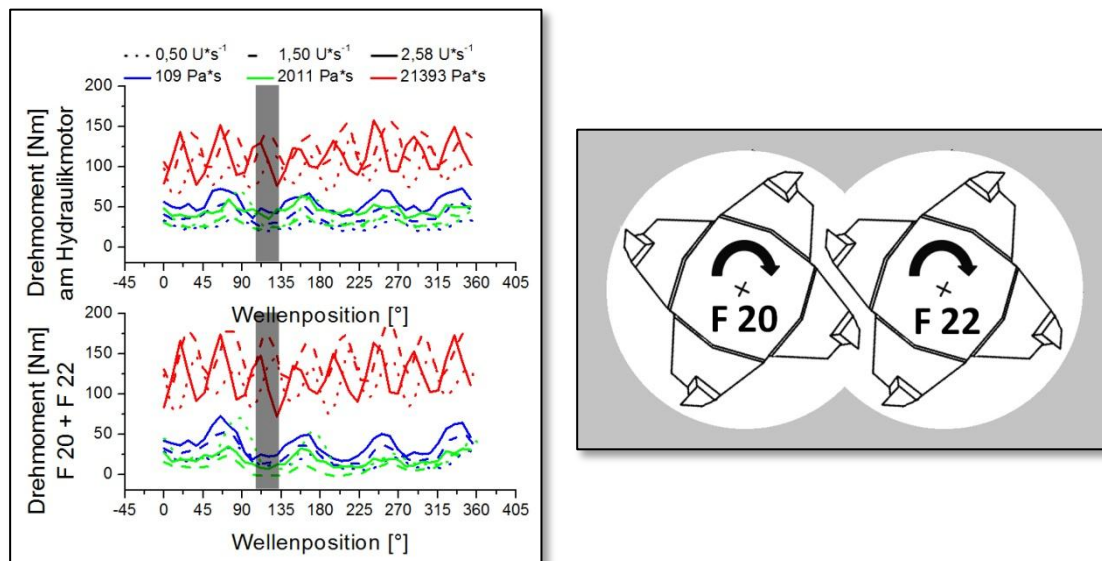 0,50 U*s⁻¹ 1,50 U*s⁻¹ 2,58 U*s⁻¹
109 Pa*s 2011 Pa*s 21393 Pa*s
Drehmoment [Nm]
am Hydraulikmotor
200
150
100
50
0
-45 0 45 90 135 180 225 270 315 360 405
Wellenposition [°]
Drehmoment [Nm]
F 20 + F 22
200
150
100
50
0
-45 0 45 90 135 180 225 270 315 360 405
Wellenposition [°]
F 20 F 22